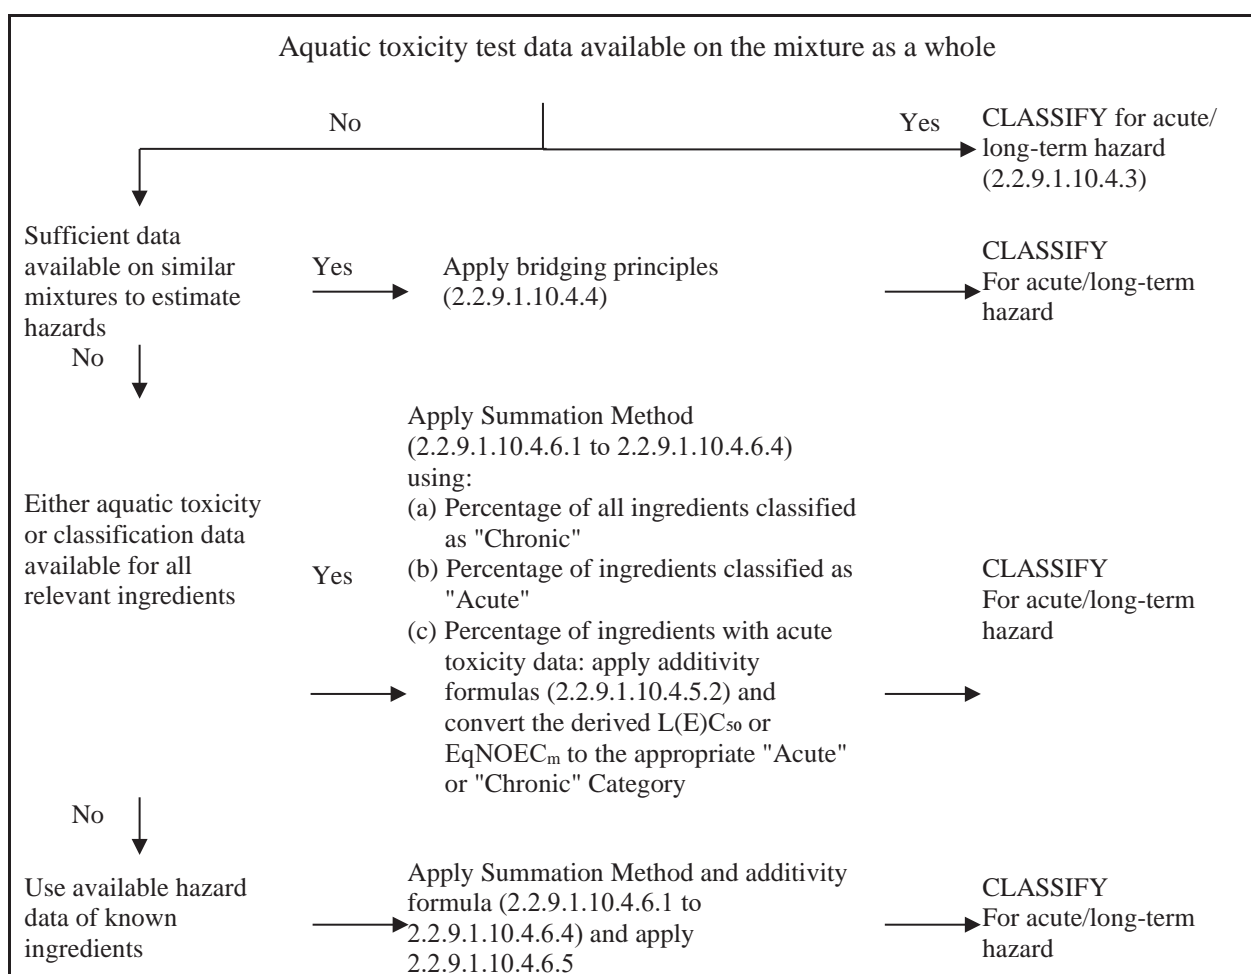 Aquatic toxicity test data available on the mixture as a whole
No
Yes
CLASSIFY for acute/
long-term hazard
(2.2.9.1.10.4.3)
Sufficient data
available on similar
mixtures to estimate
hazards
Yes
Apply bridging principles
(2.2.9.1.10.4.4)
CLASSIFY
For acute/long-term
hazard
No
Either aquatic toxicity
or classification data
available for all
relevant ingredients
Yes
Apply Summation Method
(2.2.9.1.10.4.6.1 to 2.2.9.1.10.4.6.4)
using:
(a) Percentage of all ingredients classified
as "Chronic"
(b) Percentage of ingredients classified as
"Acute"
(c) Percentage of ingredients with acute
toxicity data: apply additivity
formulas (2.2.9.1.10.4.5.2) and
convert the derived L(E)C₅₀ or
EqNOECₘ to the appropriate "Acute"
or "Chronic" Category
CLASSIFY
For acute/long-term
hazard
No
Use available hazard
data of known
ingredients
Apply Summation Method and additivity
formula (2.2.9.1.10.4.6.1 to
2.2.9.1.10.4.6.4) and apply
2.2.9.1.10.4.6.5
CLASSIFY
For acute/long-term
hazard